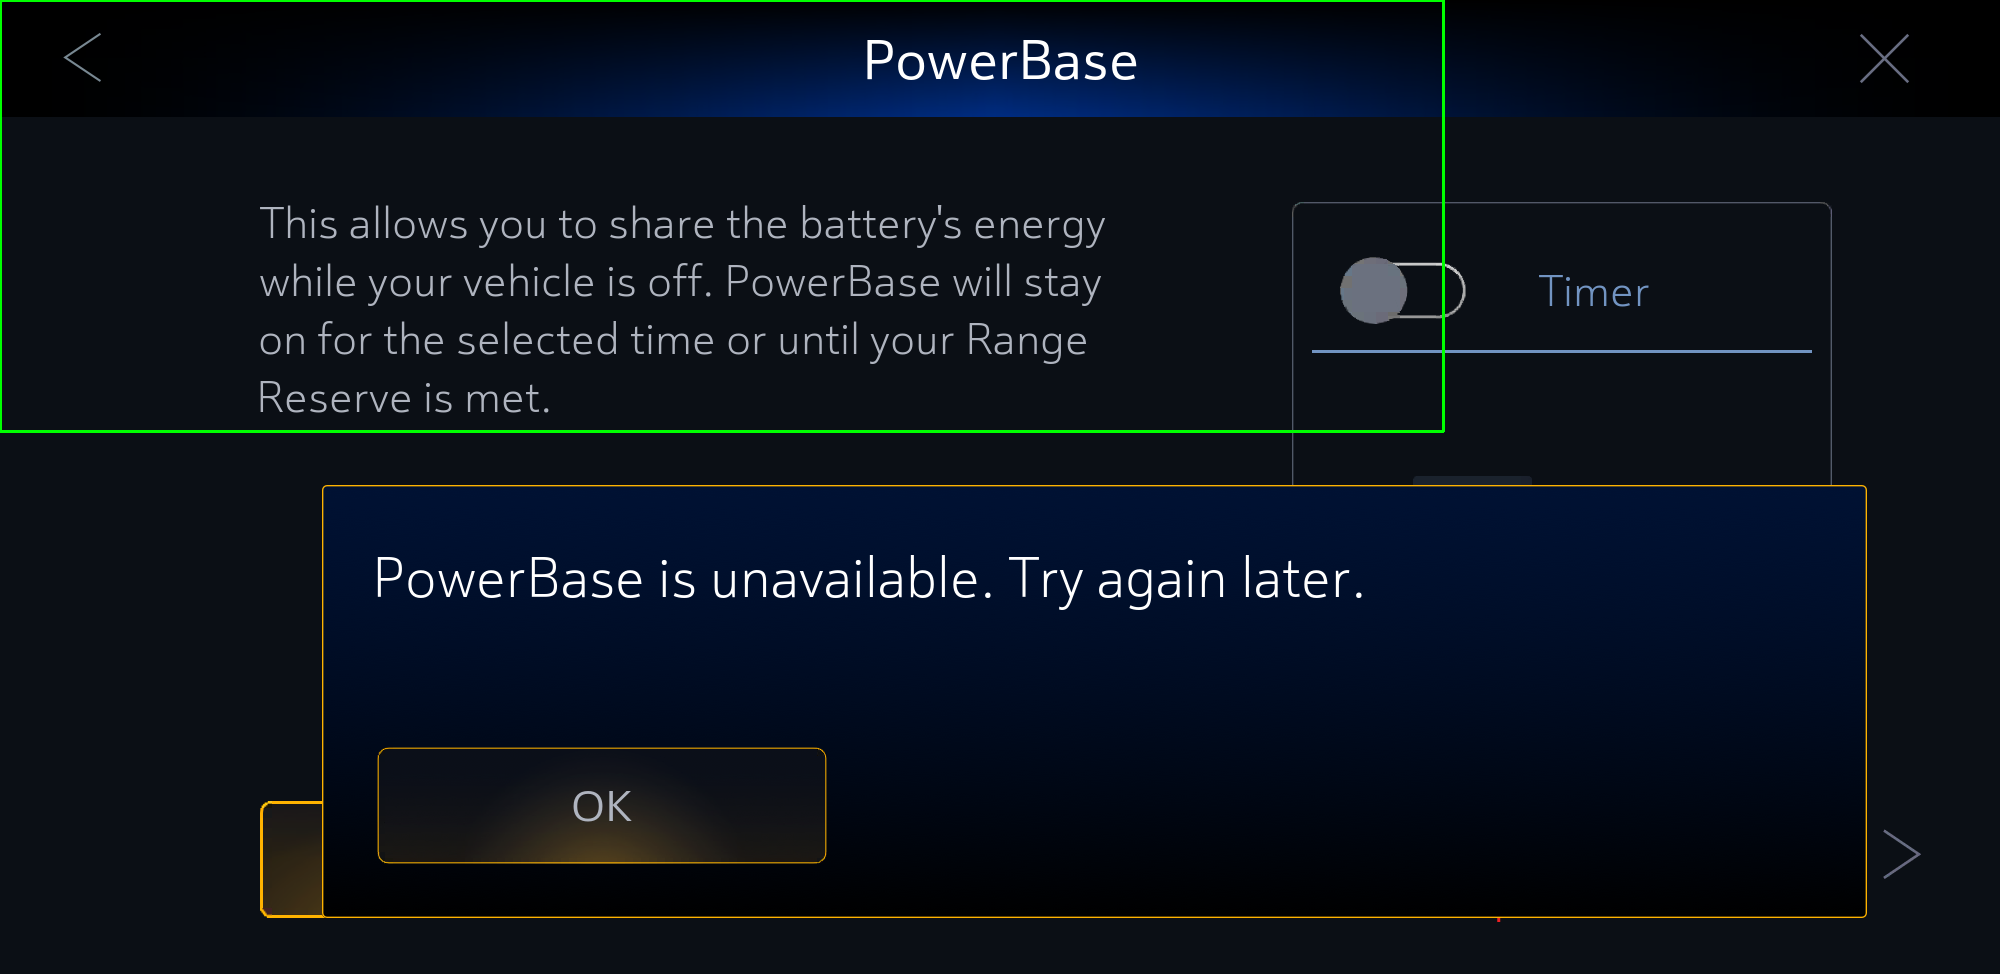 PowerBase
This allows you to share the battery's energy
while your vehicle is off. PowerBase will stay
on for the selected time or until your Range
Reserve is met.
Timer
PowerBase is unavailable. Try again later.
OK